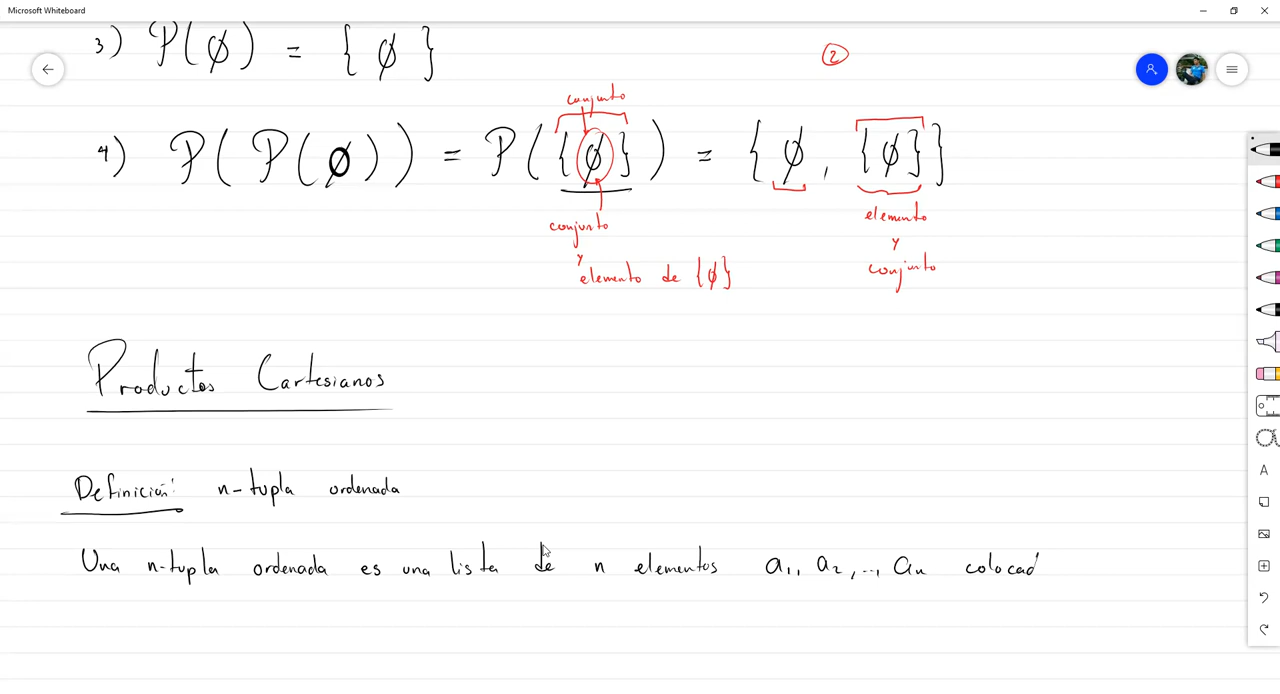 Microsoft Whiteboard
3) P(∅) = {∅}
2
conjunto
4) P(P(∅)) = P({∅}) = {∅, {∅}}
conjunto
y
elemento de {∅}
elemento
y
conjunto
Productos Cartesianos
Definición: n-tupla ordenada
Una n-tupla ordenada es una lista de n elementos a₁, a₂, .., aₙ colocad
A